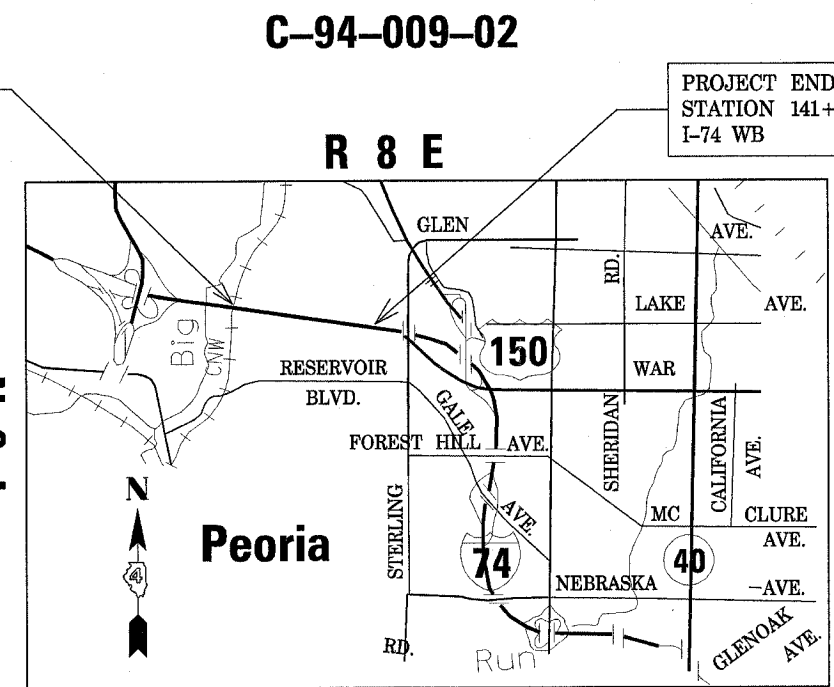 C-94-009-02
PROJECT END
STATION 141+
I-74 WB
R 8 E
GLEN
AVE.
RD.
LAKE
AVE.
Big
CNW
150
WAR
RESERVOIR
BLVD.
GALE
AVE.
FOREST HILL AVE.
SHERIDAN
CALIFORNIA
AVE.
STERLING
RD.
N
4
Peoria
MC CLURE
AVE.
74
40
NEBRASKA -AVE.
GLENOAK
AVE.
Run